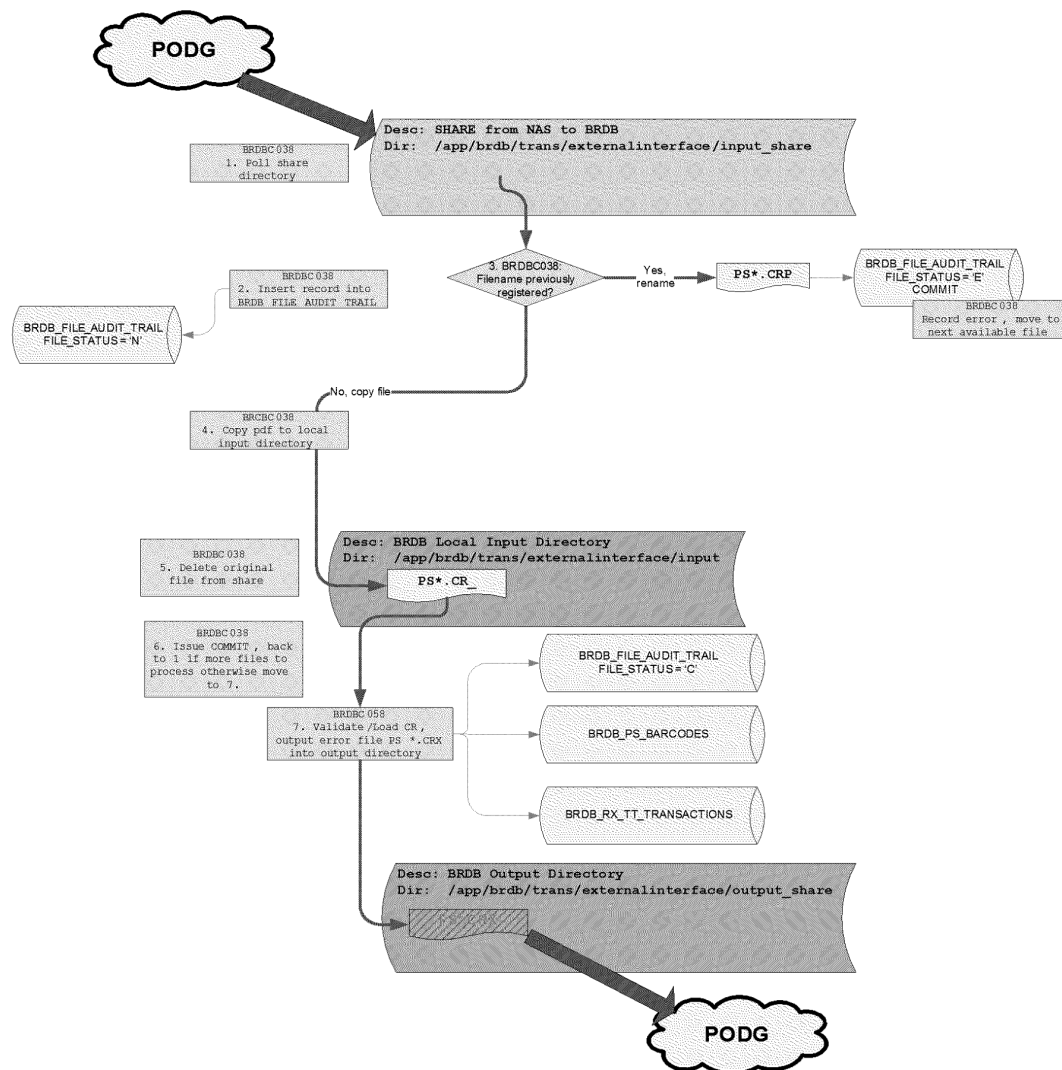 PODG
Desc: SHARE from NAS to BRDB
Dir: /app/brdb/trans/externalinterface/input_share
BRDBC038
1. Poll share
directory
3. BRDBC038:
Filename previously
registered?
Yes,
rename
PS*.CRP
BRDB_FILE_AUDIT_TRAIL
FILE_STATUS = 'E'
COMMIT
BRDBC038
Record error , move to
next available file
BRDBC038
2. Insert record into
BRDB FILE AUDIT TRAIL
BRDB_FILE_AUDIT_TRAIL
FILE_STATUS = 'N'
No, copy file
BRCBC038
4. Copy pdf to local
input directory
Desc: BRDB Local Input Directory
Dir: /app/brdb/trans/externalinterface/input
PS*.CR_
BRDBC038
5. Delete original
file from share
BRDBC038
6. Issue COMMIT , back
to 1 if more files to
process otherwise move
to 7.
BRDB_FILE_AUDIT_TRAIL
FILE_STATUS = 'C'
BRDBC058
7. Validate /Load CR ,
output error file PS *.CRX
into output directory
BRDB_PS_BARCODES
BRDB_RX_TT_TRANSACTIONS
Desc: BRDB Output Directory
Dir: /app/brdb/trans/externalinterface/output_share
PODG